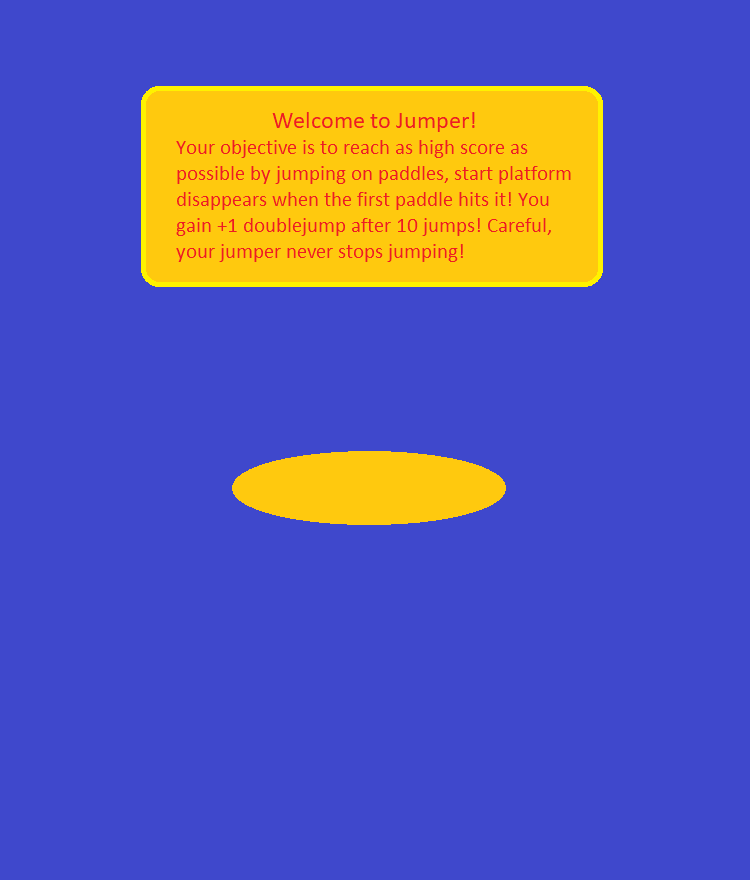 Welcome to Jumper!
Your objective is to reach as high score as
possible by jumping on paddles, start platform
disappears when the first paddle hits it! You
gain +1 doublejump after 10 jumps! Careful,
your jumper never stops jumping!